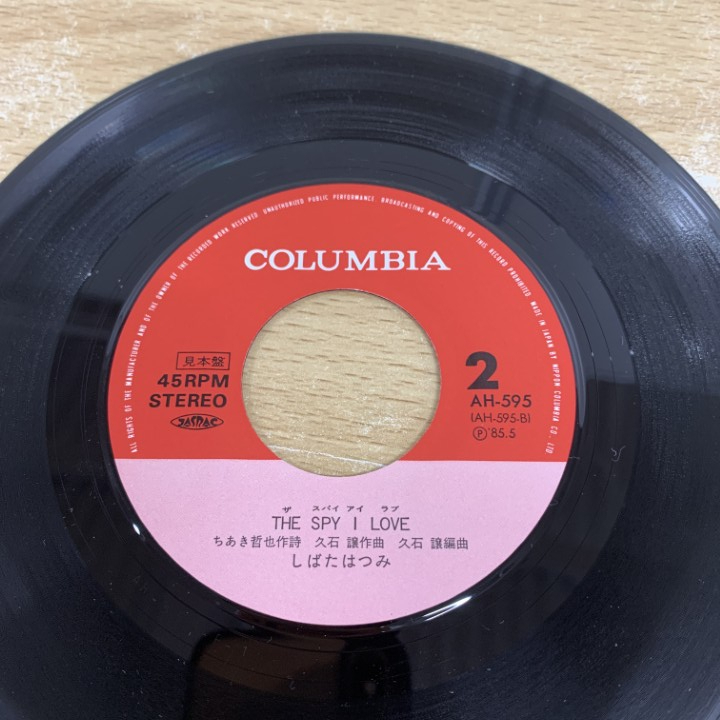 ALL RIGHTS OF THE MANUFACTURER AND OF THE OWNER OF THE RECORDED WORK RESERVED UNAUTHORIZED PUBLIC PERFORMANCE BROADCASTING AND COPYING OF THIS RECORD PROHIBITED MADE IN JAPAN BY NIPPON COLUMBIA CO., LTD.
COLUMBIA
見本盤
45RPM
STEREO
JASRAC
2
AH-595
(AH-595-B)
Ⓟ'85.5
ザ スパイ アイ ラブ
THE SPY I LOVE
ちあき哲也作詩 久石 譲作曲 久石 譲編曲
しばたはつみ